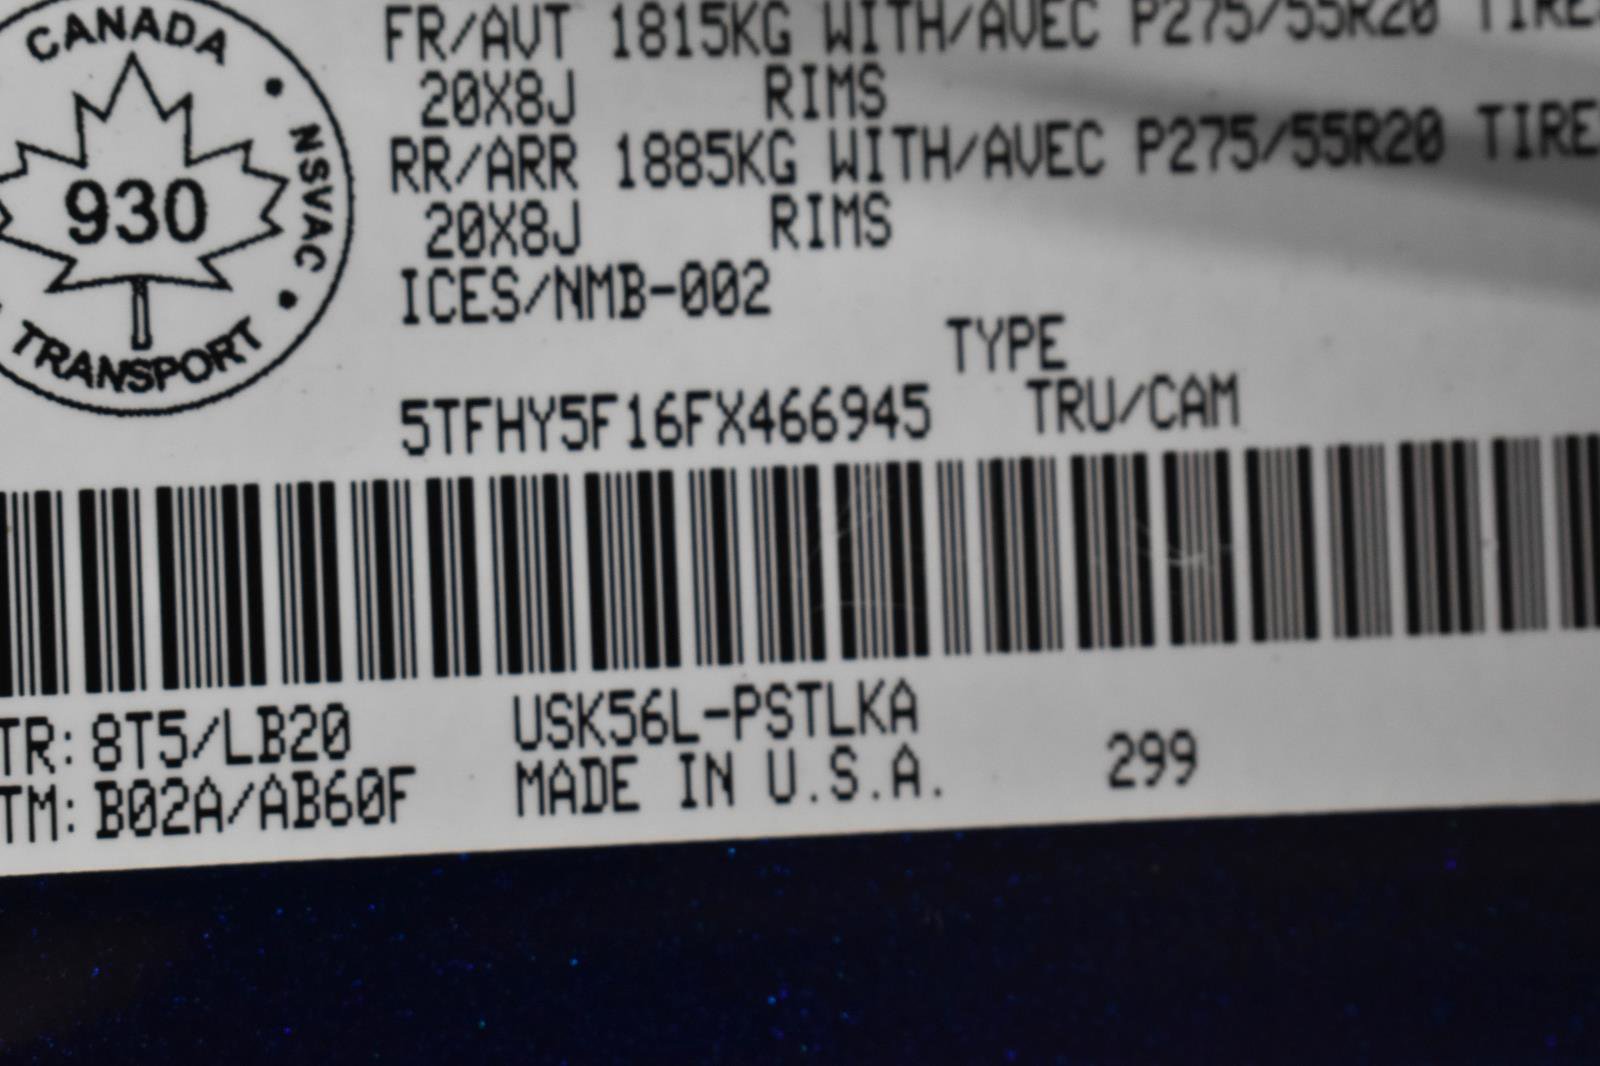 CANADA
NSVAC
930
TRANSPORT
FR/AVT 1815KG WITH/AVEC P275/55R20 TIRE
20X8J RIMS
RR/ARR 1885KG WITH/AVEC P275/55R20 TIRE
20X8J RIMS
ICES/NMB-002
TYPE
5TFHY5F16FX466945 TRU/CAM
TR: 8T5/LB20 USK56L-PSTLKA
TM: B02A/AB60F MADE IN U.S.A. 299